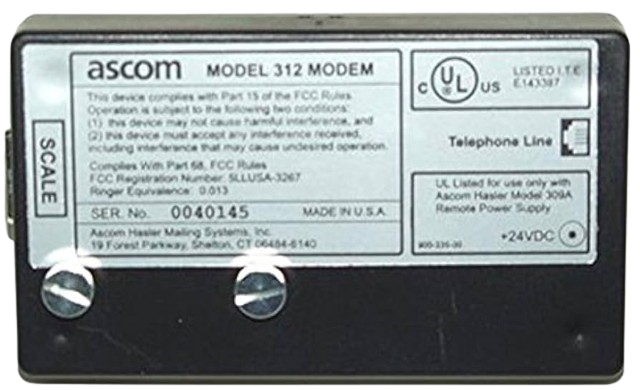 ascom MODEL 312 MODEM
This device complies with Part 15 of the FCC Rules
Operation is subject to the following two conditions:
(1) this device may not cause harmful interference, and
(2) this device must accept any interference received,
including interference that may cause undesired operation.
Complies With Part 68, FCC Rules
FCC Registration Number: 5LLUSA-3267
Ringer Equivalence: 0.013
SER. No. 0040145 MADE IN U.S.A.
Ascom Hasler Mailing Systems, Inc.
19 Forest Parkway, Shelton, CT 06484-6140
SCALE
C UL US
LISTED I.T.E.
E143387
Telephone Line
UL Listed for use only with
Ascom Hasler Model 309A
Remote Power Supply
+24VDC